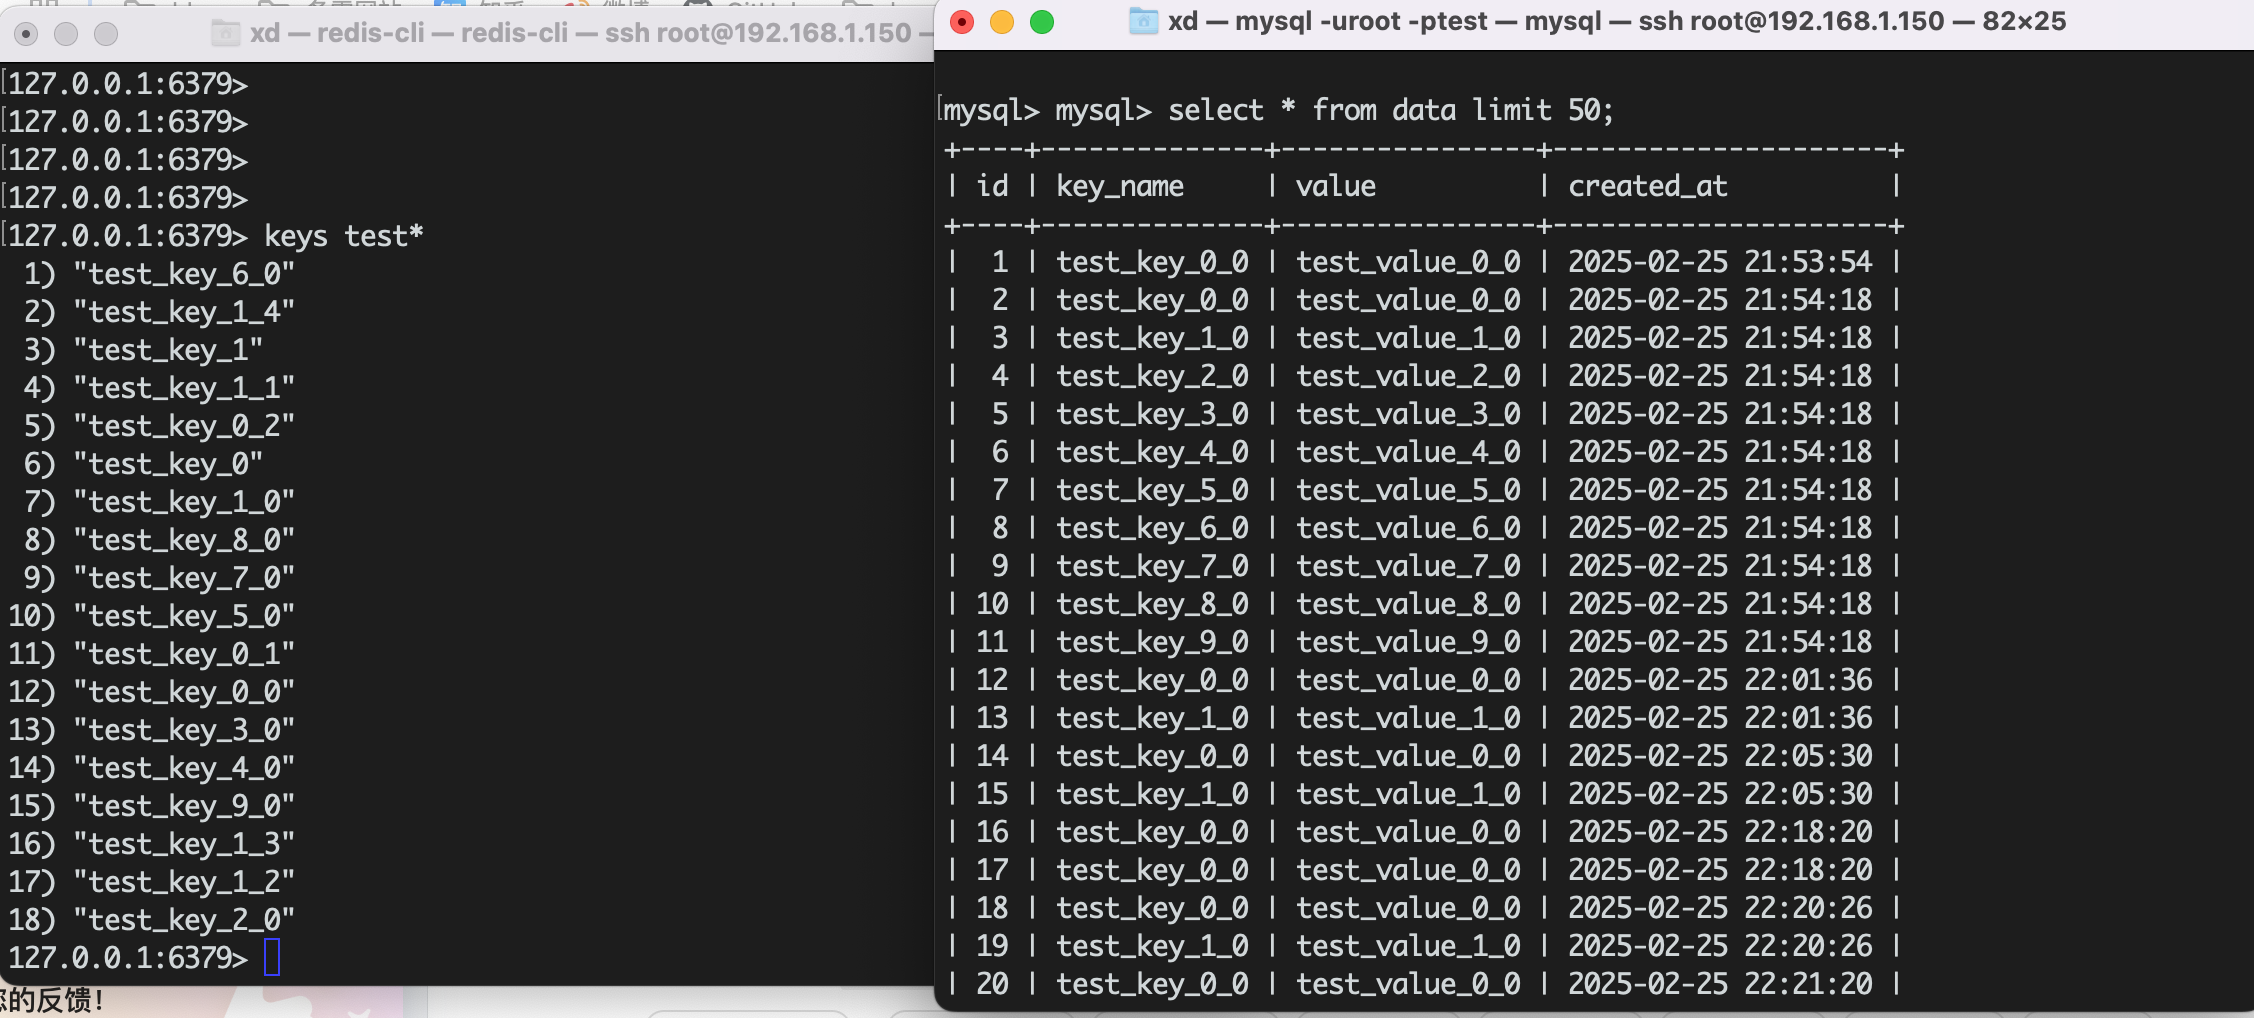 xd — redis-cli — redis-cli — ssh root@192.168.1.150 —
127.0.0.1:6379>
127.0.0.1:6379>
127.0.0.1:6379>
127.0.0.1:6379>
127.0.0.1:6379> keys test*
1) "test_key_6_0"
2) "test_key_1_4"
3) "test_key_1"
4) "test_key_1_1"
5) "test_key_0_2"
6) "test_key_0"
7) "test_key_1_0"
8) "test_key_8_0"
9) "test_key_7_0"
10) "test_key_5_0"
11) "test_key_0_1"
12) "test_key_0_0"
13) "test_key_3_0"
14) "test_key_4_0"
15) "test_key_9_0"
16) "test_key_1_3"
17) "test_key_1_2"
18) "test_key_2_0"
127.0.0.1:6379>
的反馈!
xd — mysql -uroot -ptest — mysql — ssh root@192.168.1.150 — 82×25
mysql> mysql> select * from data limit 50;
+----+--------------+----------------+---------------------+
| id | key_name | value | created_at |
+----+--------------+----------------+---------------------+
| 1 | test_key_0_0 | test_value_0_0 | 2025-02-25 21:53:54 |
| 2 | test_key_0_0 | test_value_0_0 | 2025-02-25 21:54:18 |
| 3 | test_key_1_0 | test_value_1_0 | 2025-02-25 21:54:18 |
| 4 | test_key_2_0 | test_value_2_0 | 2025-02-25 21:54:18 |
| 5 | test_key_3_0 | test_value_3_0 | 2025-02-25 21:54:18 |
| 6 | test_key_4_0 | test_value_4_0 | 2025-02-25 21:54:18 |
| 7 | test_key_5_0 | test_value_5_0 | 2025-02-25 21:54:18 |
| 8 | test_key_6_0 | test_value_6_0 | 2025-02-25 21:54:18 |
| 9 | test_key_7_0 | test_value_7_0 | 2025-02-25 21:54:18 |
| 10 | test_key_8_0 | test_value_8_0 | 2025-02-25 21:54:18 |
| 11 | test_key_9_0 | test_value_9_0 | 2025-02-25 21:54:18 |
| 12 | test_key_0_0 | test_value_0_0 | 2025-02-25 22:01:36 |
| 13 | test_key_1_0 | test_value_1_0 | 2025-02-25 22:01:36 |
| 14 | test_key_0_0 | test_value_0_0 | 2025-02-25 22:05:30 |
| 15 | test_key_1_0 | test_value_1_0 | 2025-02-25 22:05:30 |
| 16 | test_key_0_0 | test_value_0_0 | 2025-02-25 22:18:20 |
| 17 | test_key_0_0 | test_value_0_0 | 2025-02-25 22:18:20 |
| 18 | test_key_0_0 | test_value_0_0 | 2025-02-25 22:20:26 |
| 19 | test_key_1_0 | test_value_1_0 | 2025-02-25 22:20:26 |
| 20 | test_key_0_0 | test_value_0_0 | 2025-02-25 22:21:20 |